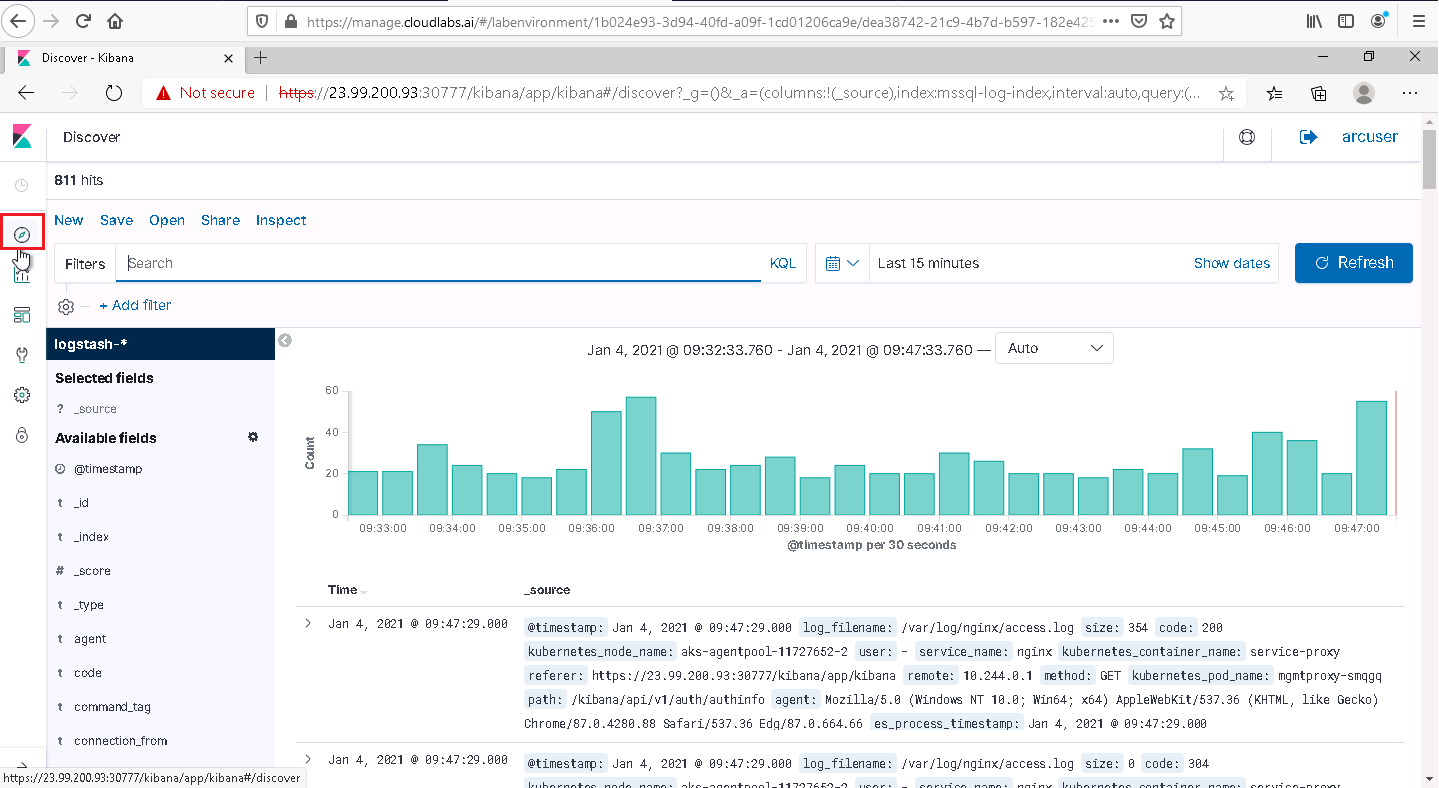 https://manage.cloudlabs.ai/#/labenvironment/1b024e93-3d94-40fd-a09f-1cd01206ca9e/dea38742-21c9-4b7d-b597-182e425
Discover - Kibana
Not secure | https://23.99.200.93:30777/kibana/app/kibana#/discover?_g=()&_a=(columns:!(_source),index:mssql-log-index,interval:auto,query:(...
Discover
arcuser
811 hits
New Save Open Share Inspect
Filters Search KQL Last 15 minutes Show dates Refresh
+ Add filter
logstash-*
Jan 4, 2021 @ 09:32:33.760 - Jan 4, 2021 @ 09:47:33.760 — Auto
Selected fields
? _source
Available fields
@timestamp
t _id
t _index
# _score
t _type
t agent
t code
t command_tag
t connection_from
60
40
20
0
Count
09:33:00 09:34:00 09:35:00 09:36:00 09:37:00 09:38:00 09:39:00 09:40:00 09:41:00 09:42:00 09:43:00 09:44:00 09:45:00 09:46:00 09:47:00
@timestamp per 30 seconds
Time _source
Jan 4, 2021 @ 09:47:29.000 @timestamp: Jan 4, 2021 @ 09:47:29.000 log_filename: /var/log/nginx/access.log size: 354 code: 200
kubernetes_node_name: aks-agentpool-11727652-2 user: - service_name: nginx kubernetes_container_name: service-proxy
referer: https://23.99.200.93:30777/kibana/app/kibana remote: 10.244.0.1 method: GET kubernetes_pod_name: mgmtproxy-smqgq
path: /kibana/api/v1/auth/authinfo agent: Mozilla/5.0 (Windows NT 10.0; Win64; x64) AppleWebKit/537.36 (KHTML, like Gecko)
Chrome/87.0.4280.88 Safari/537.36 Edg/87.0.664.66 es_process_timestamp: Jan 4, 2021 @ 09:47:29.000
Jan 4, 2021 @ 09:47:29.000 @timestamp: Jan 4, 2021 @ 09:47:29.000 log_filename: /var/log/nginx/access.log size: 0 code: 304
kubernetes_node_name: aks-agentpool-11727652-2 user: - service_name: nginx kubernetes_container_name: service-proxy
https://23.99.200.93:30777/kibana/app/kibana#/discover